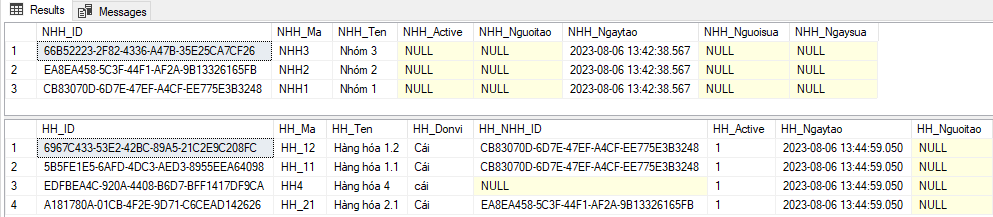 Results Messages
NHH_ID NHH_Ma NHH_Ten NHH_Active NHH_Nguoitao NHH_Ngaytao NHH_Nguoisua NHH_Ngaysua
1 66B52223-2F82-4336-A47B-35E25CA7CF26 NHH3 Nhóm 3 NULL NULL 2023-08-06 13:42:38.567 NULL NULL
2 EA8EA458-5C3F-44F1-AF2A-9B13326165FB NHH2 Nhóm 2 NULL NULL 2023-08-06 13:42:38.567 NULL NULL
3 CB83070D-6D7E-47EF-A4CF-EE775E3B3248 NHH1 Nhóm 1 NULL NULL 2023-08-06 13:42:38.567 NULL NULL
HH_ID HH_Ma HH_Ten HH_Donvi HH_NHH_ID HH_Active HH_Ngaytao HH_Nguoitao
1 6967C433-53E2-42BC-89A5-21C2E9C208FC HH_12 Hàng hóa 1.2 Cái CB83070D-6D7E-47EF-A4CF-EE775E3B3248 1 2023-08-06 13:44:59.050 NULL
2 5B5FE1E5-6AFD-4DC3-AED3-8955EEA64098 HH_11 Hàng hóa 1.1 Cái CB83070D-6D7E-47EF-A4CF-EE775E3B3248 1 2023-08-06 13:44:59.050 NULL
3 EDFBEA4C-920A-4408-B6D7-BFF1417DF9CA HH4 Hàng hóa 4 cái NULL 1 2023-08-06 13:44:59.050 NULL
4 A181780A-01CB-4F2E-9D71-C6CEAD142626 HH_21 Hàng hóa 2.1 Cái EA8EA458-5C3F-44F1-AF2A-9B13326165FB 1 2023-08-06 13:44:59.050 NULL